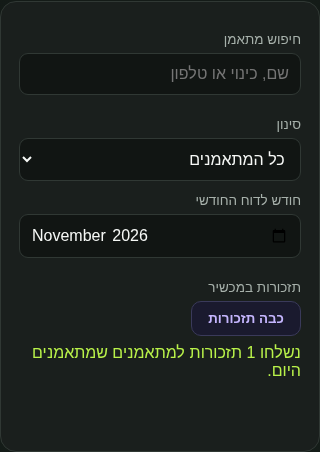 חיפוש מתאמן
שם, כינוי או טלפון
סינון
כל המתאמנים
חודש לדוח החודשי
November 2026
תזכורות במכשיר
כבה תזכורות
נשלחו 1 תזכורות למתאמנים שמתאמנים
היום.